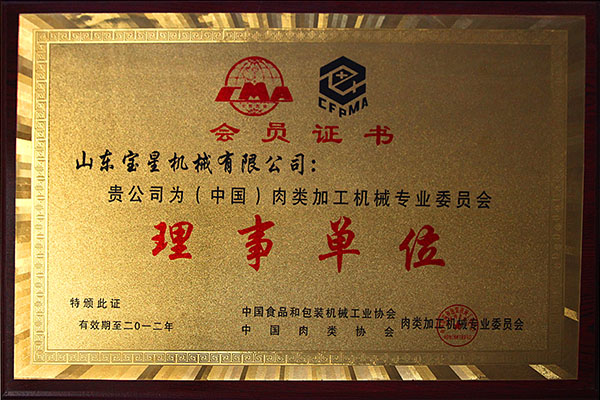 CMA
CFPMA
会员证书
山东宝星机械有限公司：
贵公司为（中国）肉类加工机械专业委员会
理事单位
特颁此证
有效期至二〇一二年
中国食品和包装机械工业协会
中国肉类协会
肉类加工机械专业委员会